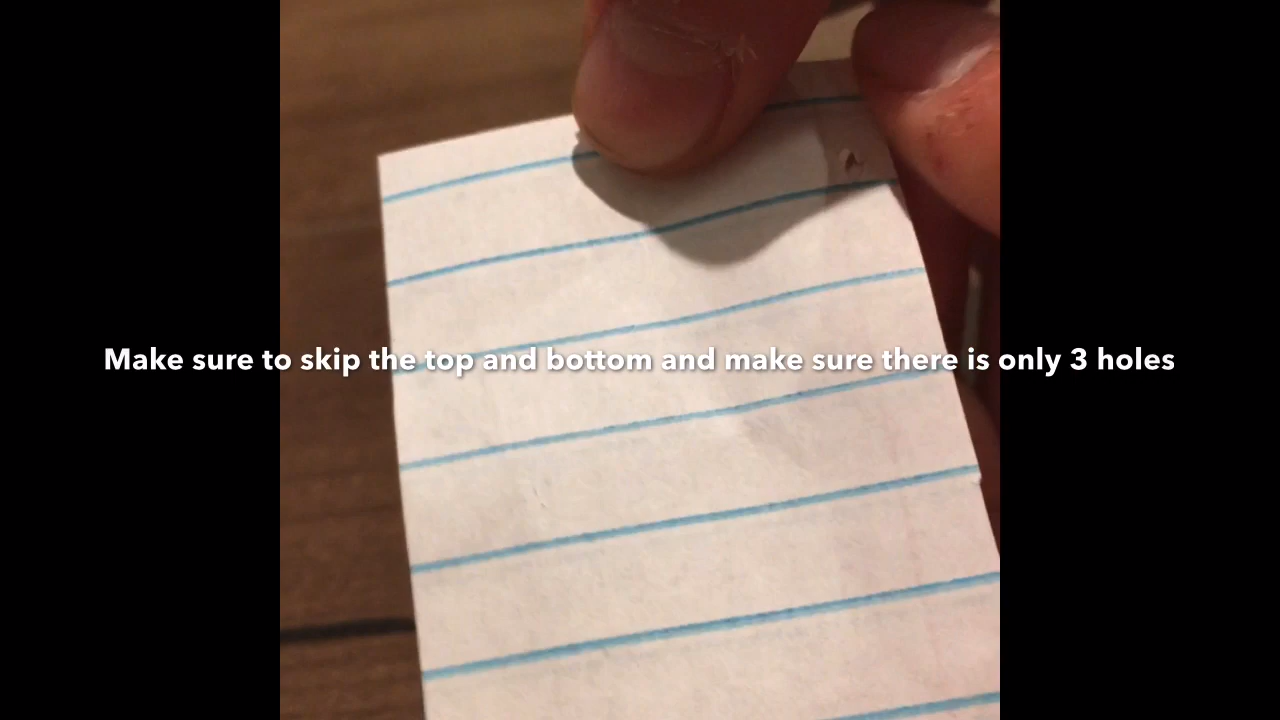 Make sure to skip the top and bottom and make sure there is only 3 holes